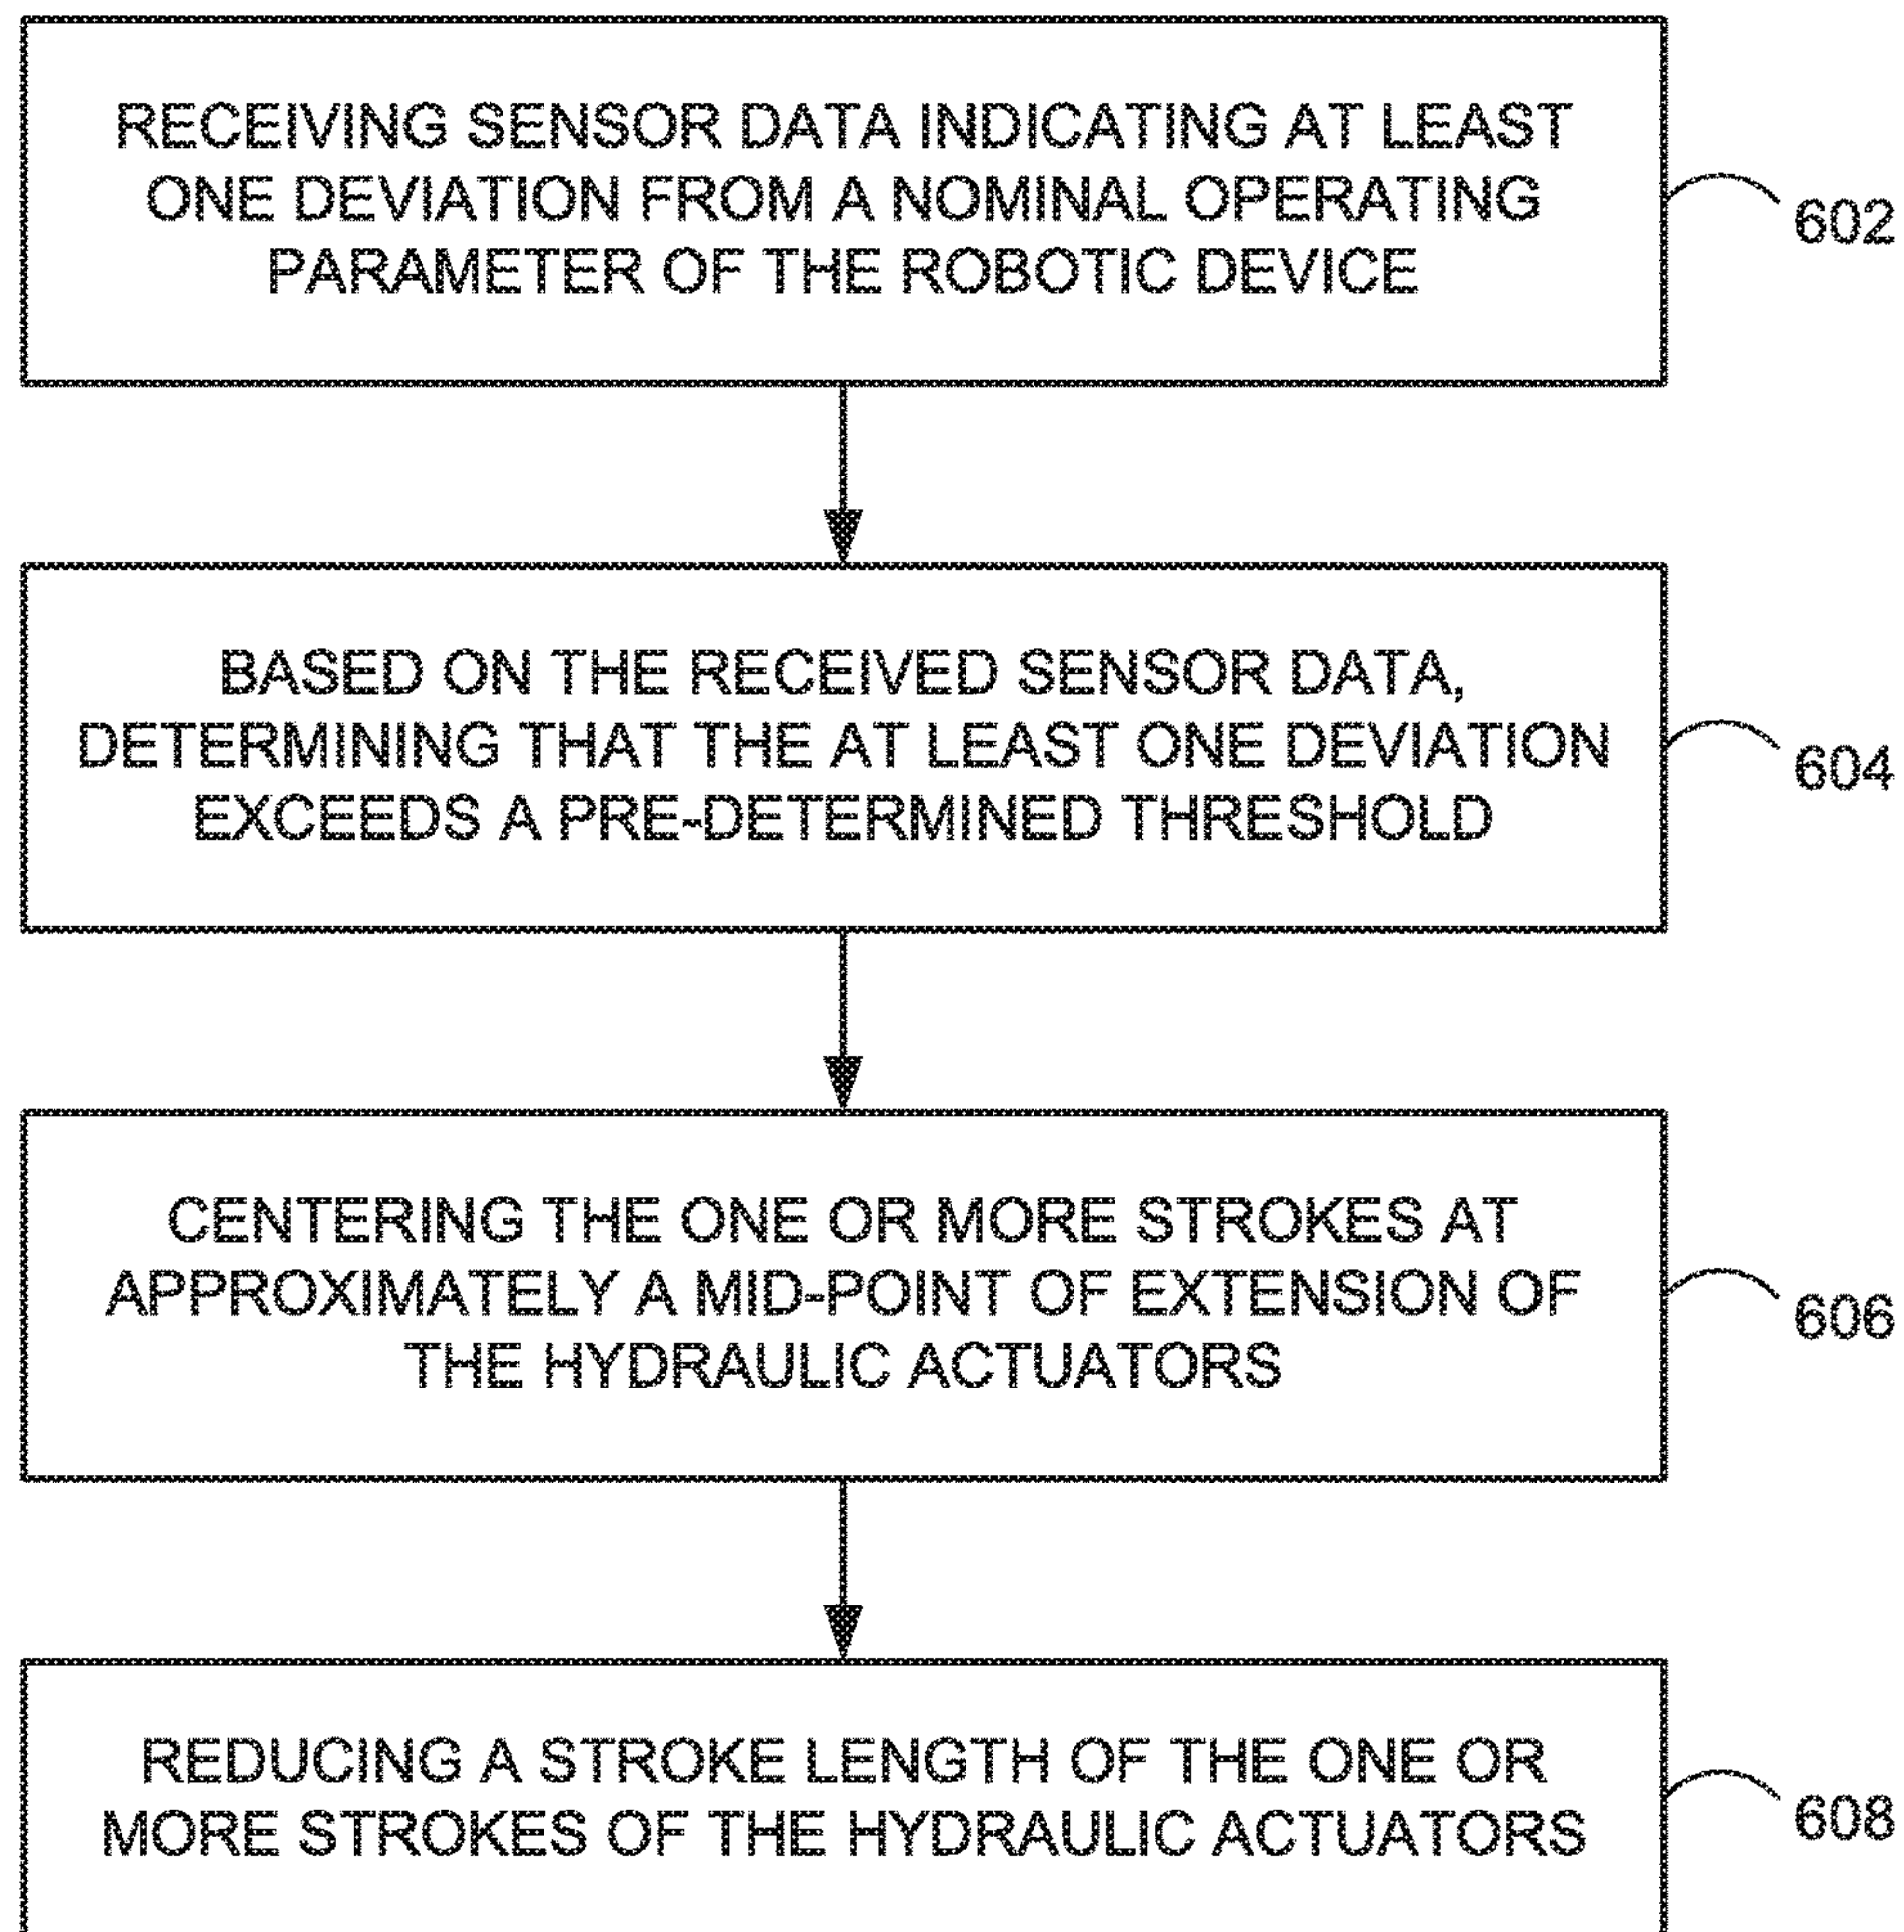 RECEIVING SENSOR DATA INDICATING AT LEAST
ONE DEVIATION FROM A NOMINAL OPERATING
PARAMETER OF THE ROBOTIC DEVICE
602
BASED ON THE RECEIVED SENSOR DATA,
DETERMINING THAT THE AT LEAST ONE DEVIATION
EXCEEDS A PRE-DETERMINED THRESHOLD
604
CENTERING THE ONE OR MORE STROKES AT
APPROXIMATELY A MID-POINT OF EXTENSION OF
THE HYDRAULIC ACTUATORS
606
REDUCING A STROKE LENGTH OF THE ONE OR
MORE STROKES OF THE HYDRAULIC ACTUATORS
608